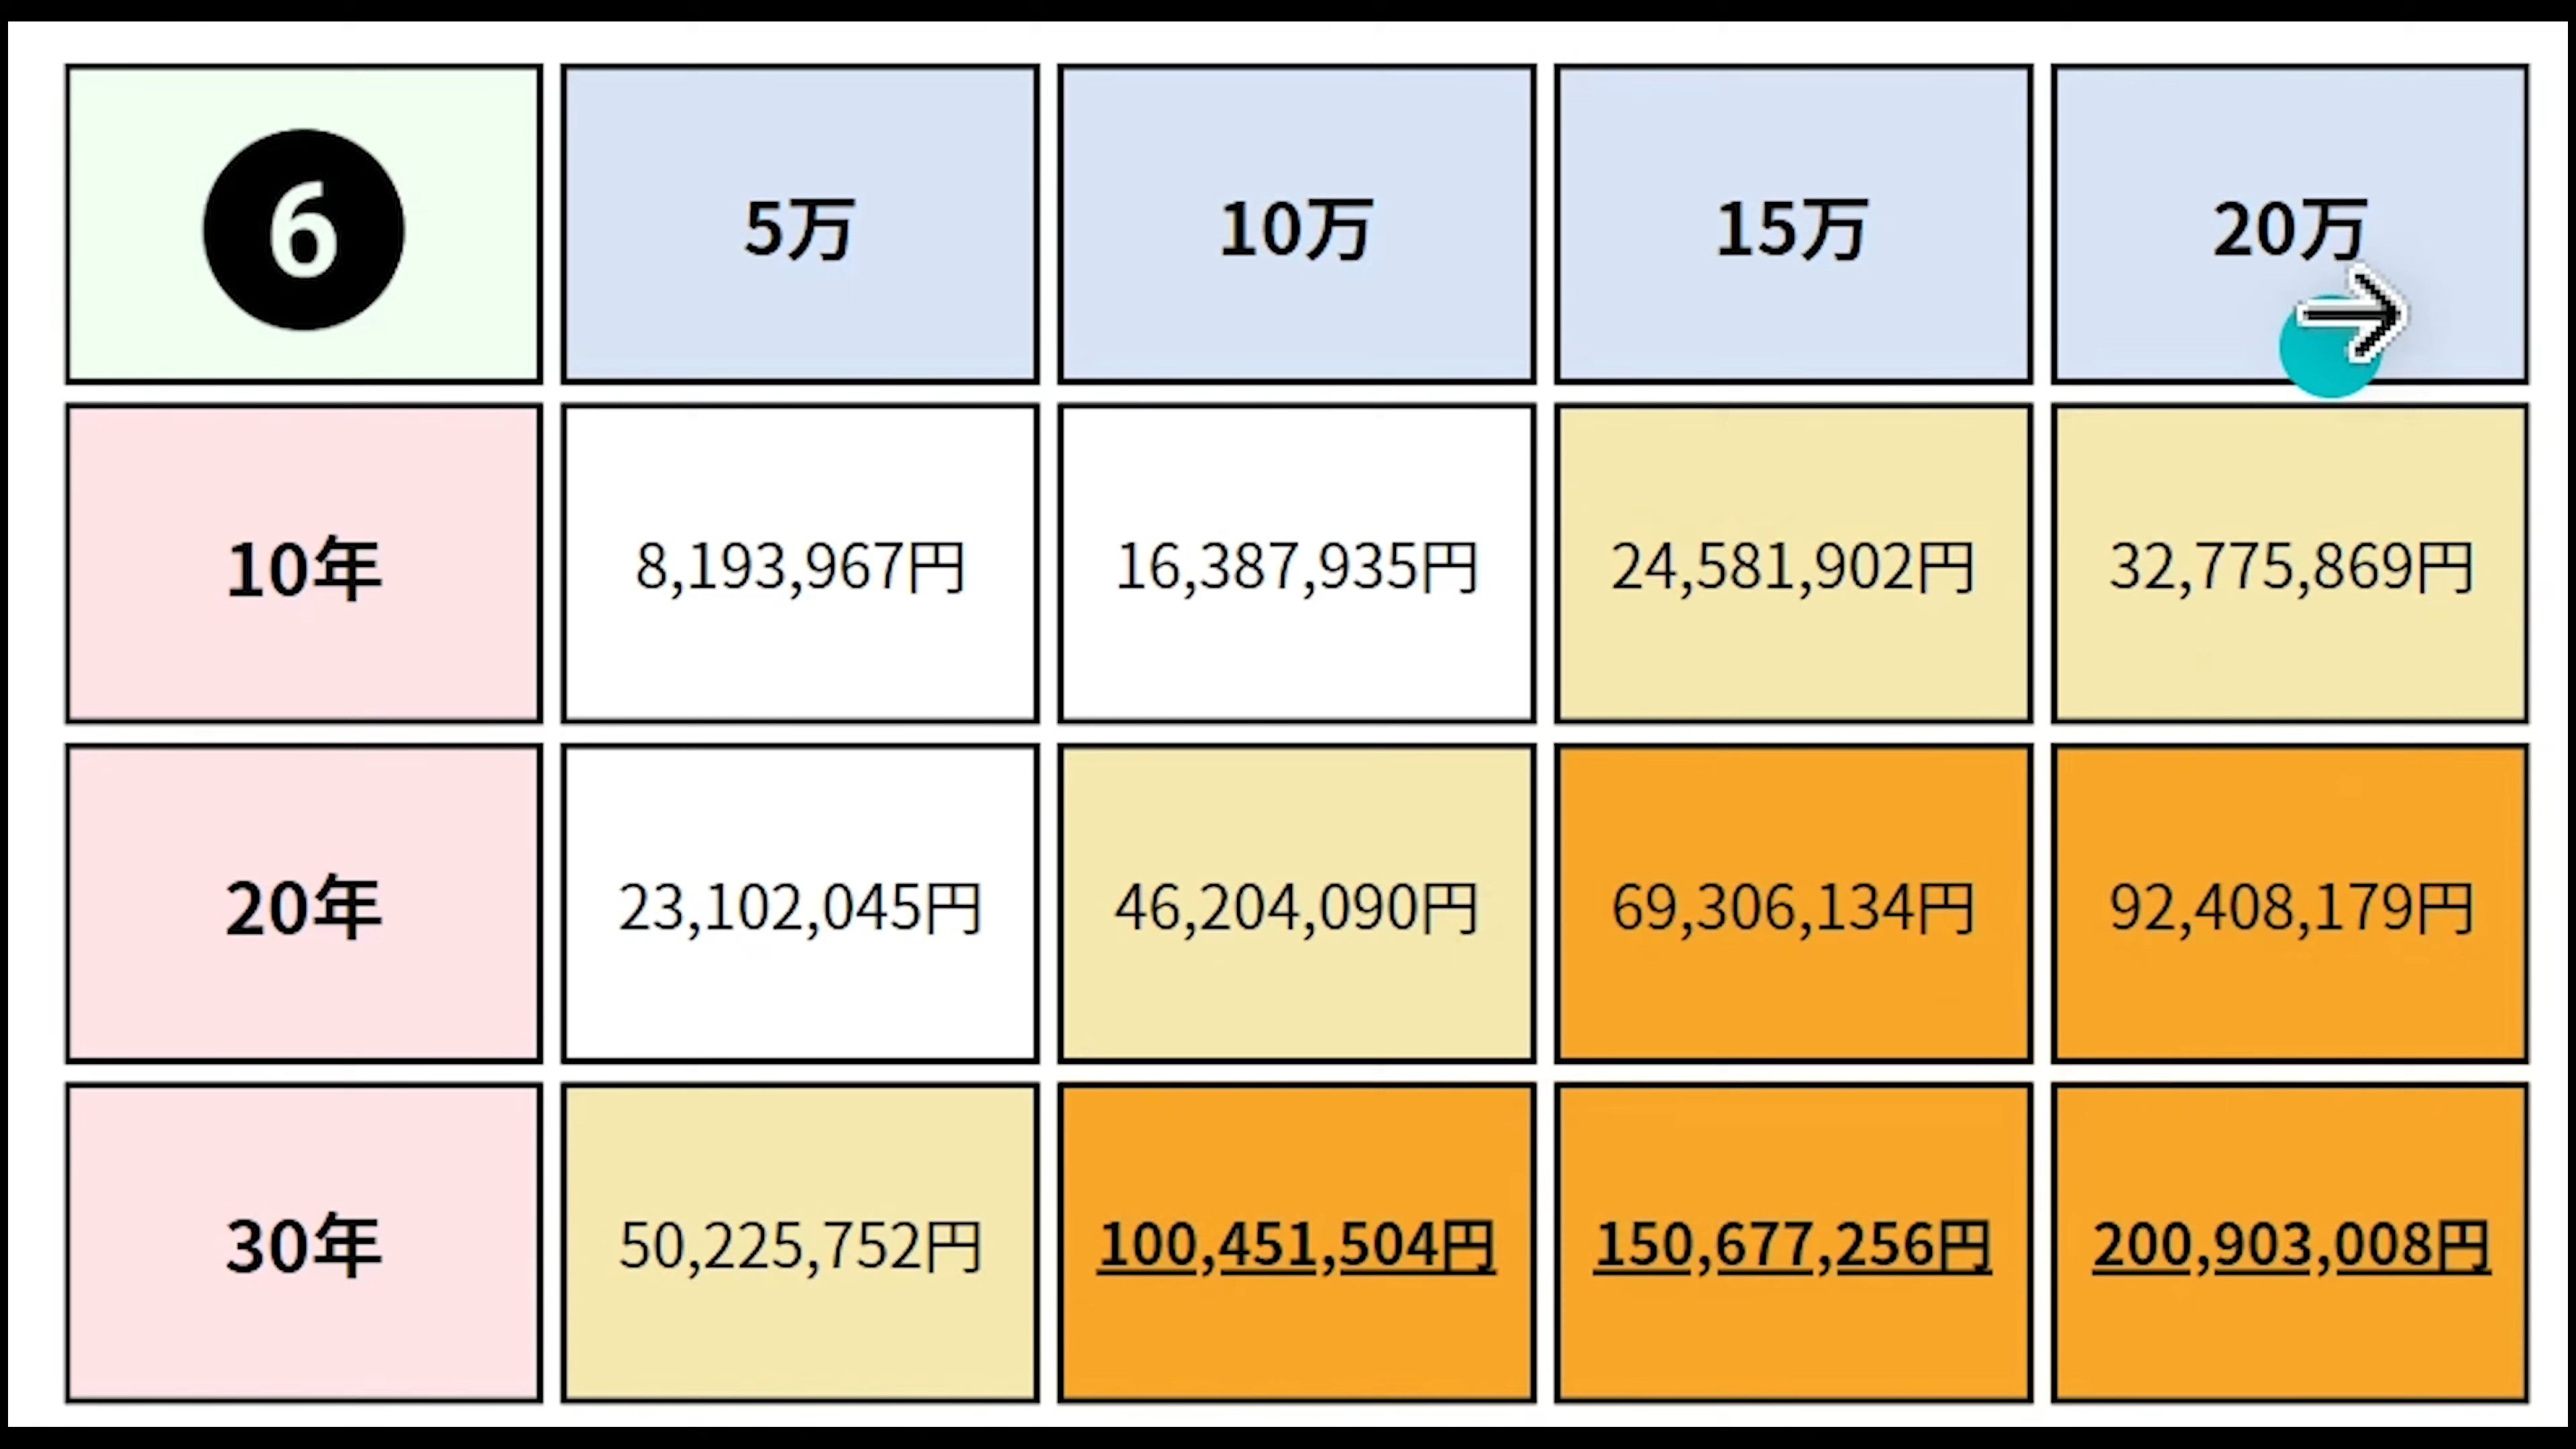 6 5万 10万 15万 20万
10年 8,193,967円 16,387,935円 24,581,902円 32,775,869円
20年 23,102,045円 46,204,090円 69,306,134円 92,408,179円
30年 50,225,752円 100,451,504円 150,677,256円 200,903,008円